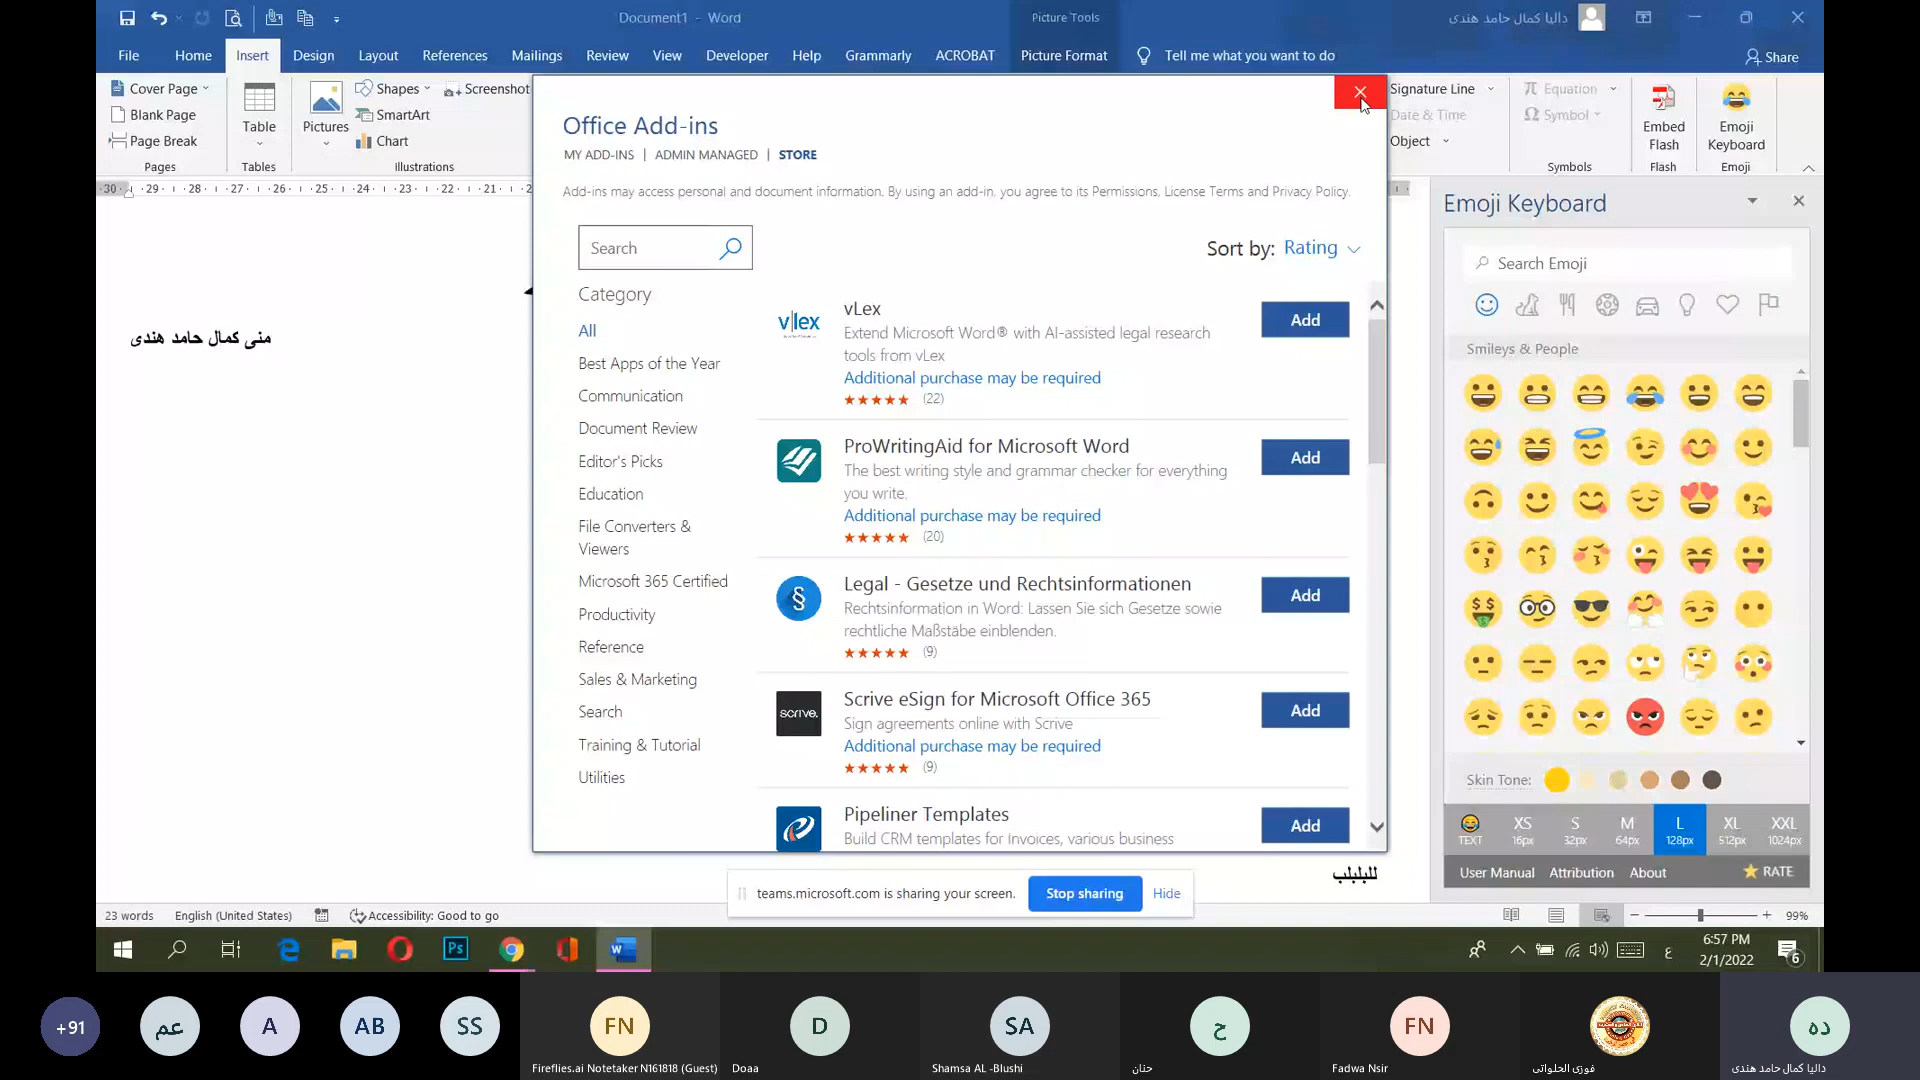 Document1 - Word
Picture Tools
داليا كمال حامد هندى
File Home Insert Design Layout References Mailings Review View Developer Help Grammarly ACROBAT Picture Format Tell me what you want to do Share
Cover Page
Blank Page
Page Break
Pages
Table
Tables
Pictures
Shapes
SmartArt
Chart
Screenshot
Illustrations
Signature Line
Date & Time
Object
Equation
Symbol
Symbols
Embed
Flash
Flash
Emoji
Keyboard
Emoji
30 29 28 27 26 25 24 23 22 21
منى كمال حامد هندى
Office Add-ins
MY ADD-INS | ADMIN MANAGED | STORE
Add-ins may access personal and document information. By using an add-in, you agree to its Permissions, License Terms and Privacy Policy.
Search
Sort by: Rating
Category
All
Best Apps of the Year
Communication
Document Review
Editor's Picks
Education
File Converters &
Viewers
Microsoft 365 Certified
Productivity
Reference
Sales & Marketing
Search
Training & Tutorial
Utilities
vlex
vLex
Extend Microsoft Word® with AI-assisted legal research
tools from vLex
Additional purchase may be required
(22)
Add
ProWritingAid for Microsoft Word
The best writing style and grammar checker for everything
you write.
Additional purchase may be required
(20)
Add
§
Legal - Gesetze und Rechtsinformationen
Rechtsinformation in Word: Lassen Sie sich Gesetze sowie
rechtliche Maßstäbe einblenden.
(9)
Add
scrive.
Scrive eSign for Microsoft Office 365
Sign agreements online with Scrive
Additional purchase may be required
(9)
Add
Pipeliner Templates
Build CRM templates for Invoices, various business
Add
Emoji Keyboard
Search Emoji
Smileys & People
Skin Tone:
TEXT
XS 16px
S 32px
M 64px
L 128px
XL 512px
XXL 1024px
User Manual Attribution About RATE
للبلبلب
teams.microsoft.com is sharing your screen. Stop sharing Hide
23 words English (United States) Accessibility: Good to go 99%
Ps
W
ع
6:57 PM
2/1/2022
6
+91
عم
A
AB
SS
FN
D
SA
ح
FN
ده
Fireflies.ai Notetaker N161818 (Guest)
Doaa
Shamsa AL -Blushi
حنان
Fadwa Nsir
فوزى الحلواتى
داليا كمال حامد هندى